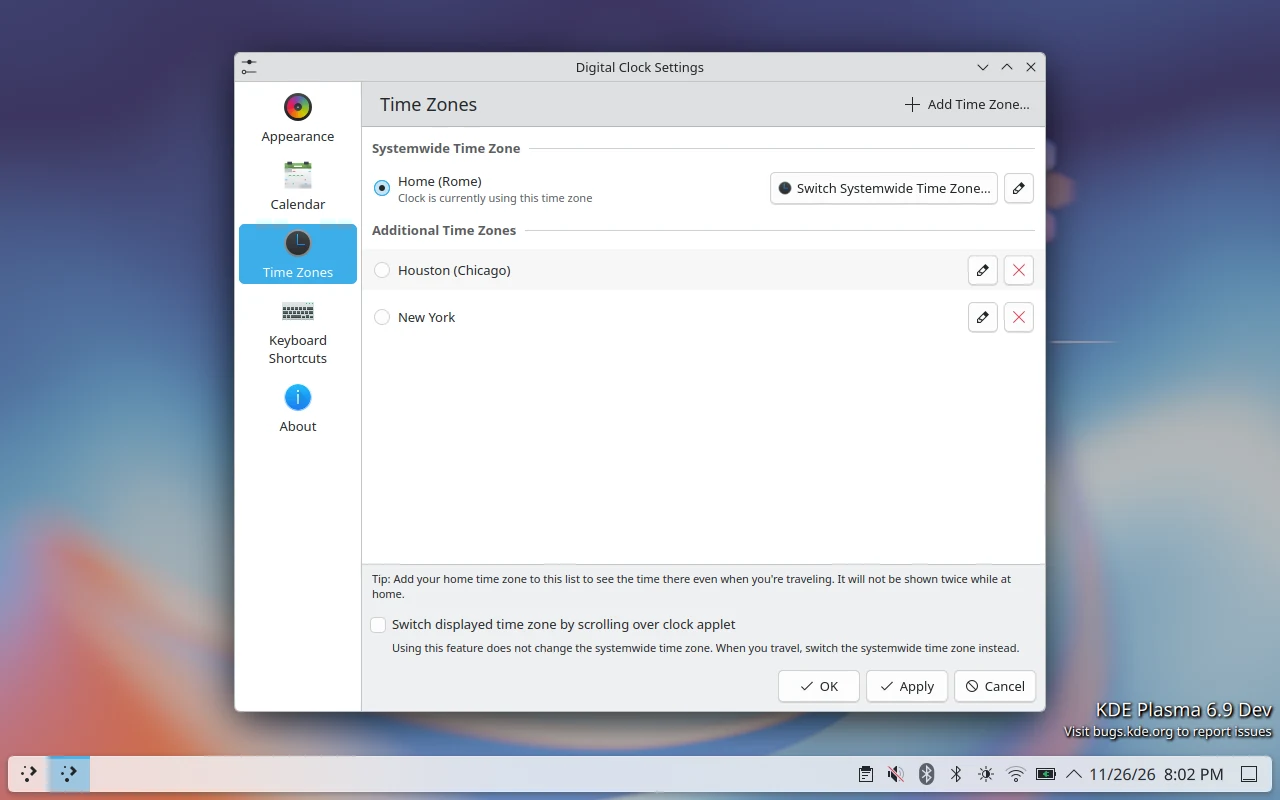 Digital Clock Settings
Appearance
Calendar
Time Zones
Keyboard
Shortcuts
About
Time Zones
Add Time Zone...
Systemwide Time Zone
Home (Rome)
Clock is currently using this time zone
Switch Systemwide Time Zone...
Additional Time Zones
Houston (Chicago)
New York
Tip: Add your home time zone to this list to see the time there even when you're traveling. It will not be shown twice while at
home.
Switch displayed time zone by scrolling over clock applet
Using this feature does not change the systemwide time zone. When you travel, switch the systemwide time zone instead.
OK
Apply
Cancel
KDE Plasma 6.9 Dev
Visit bugs.kde.org to report issues
11/26/26 8:02 PM